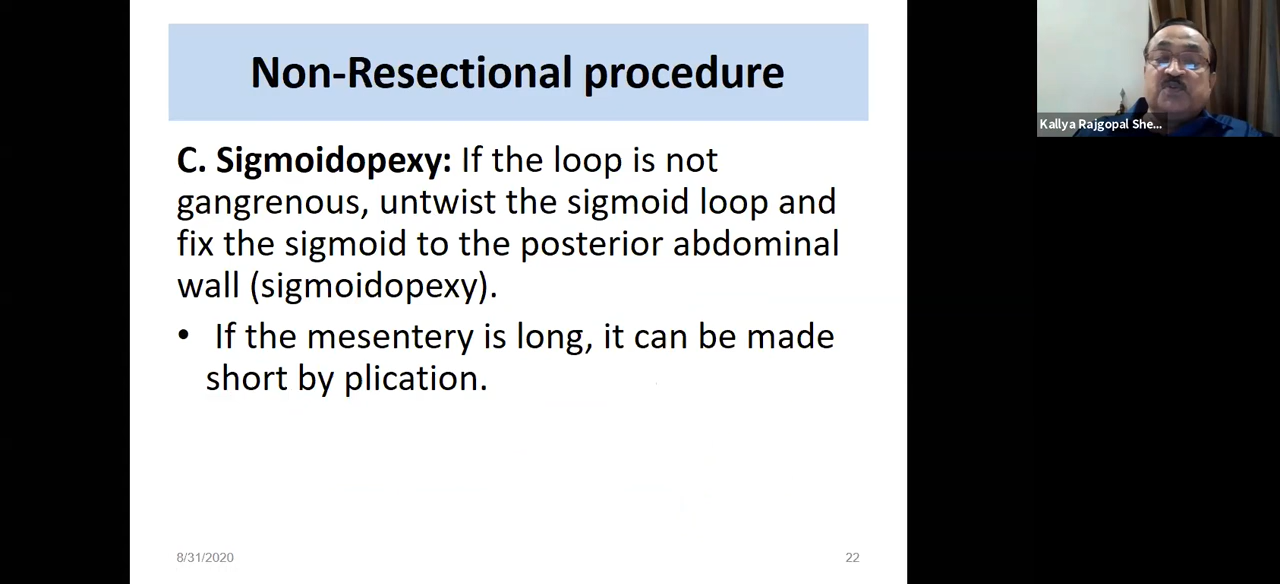 Non-Resectional procedure
C. Sigmoidopexy: If the loop is not
gangrenous, untwist the sigmoid loop and
fix the sigmoid to the posterior abdominal
wall (sigmoidopexy).
• If the mesentery is long, it can be made
short by plication.
8/31/2020
22
Kallya Rajgopal She...